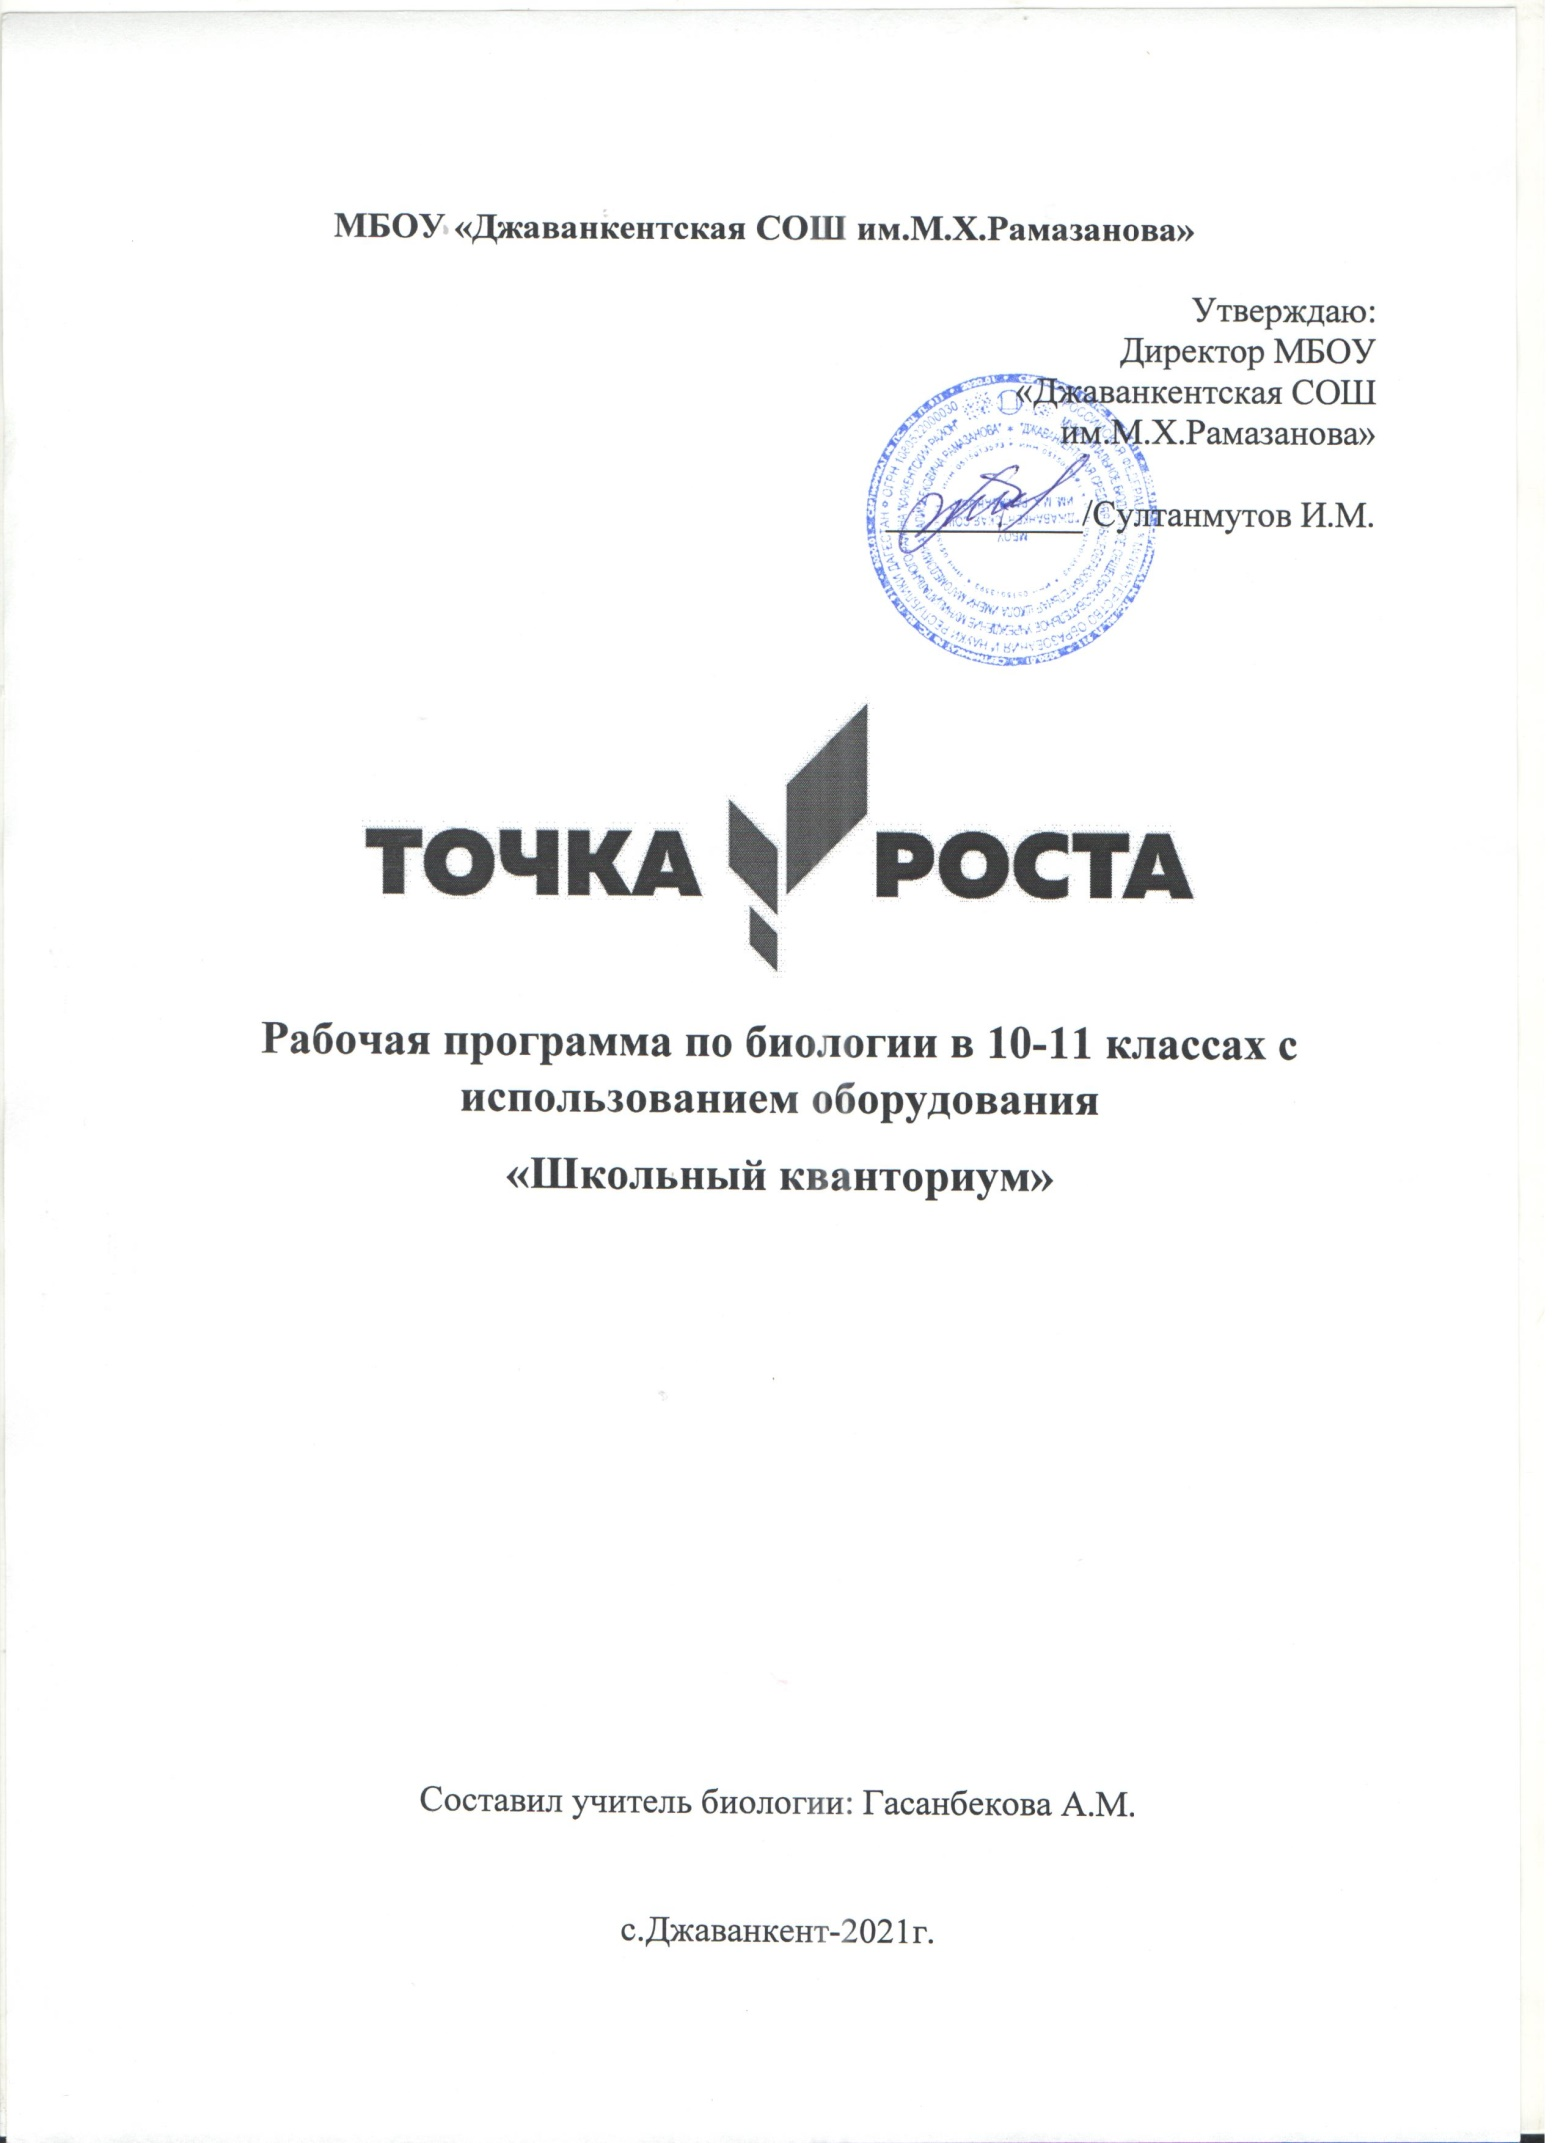 МБОУ «Джаванкентская СОШ им.М.Х.Рамазанова»
Утверждаю:
Директор МБОУ
«Джаванкентская СОШ
им.М.Х.Рамазанова»
/Султанмутов И.М.
ТОЧКА РОСТА
Рабочая программа по биологии в 10-11 классах с
использованием оборудования
«Школьный кванториум»
Составил учитель биологии: Гасанбекова А.М.
с.Джаванкент-2021г.